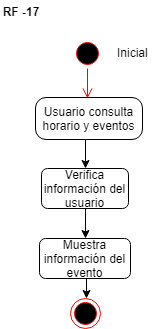 RF -17
Inicial
Usuario consulta
horario y eventos
Verifica
información del
usuario
Muestra
información del
evento